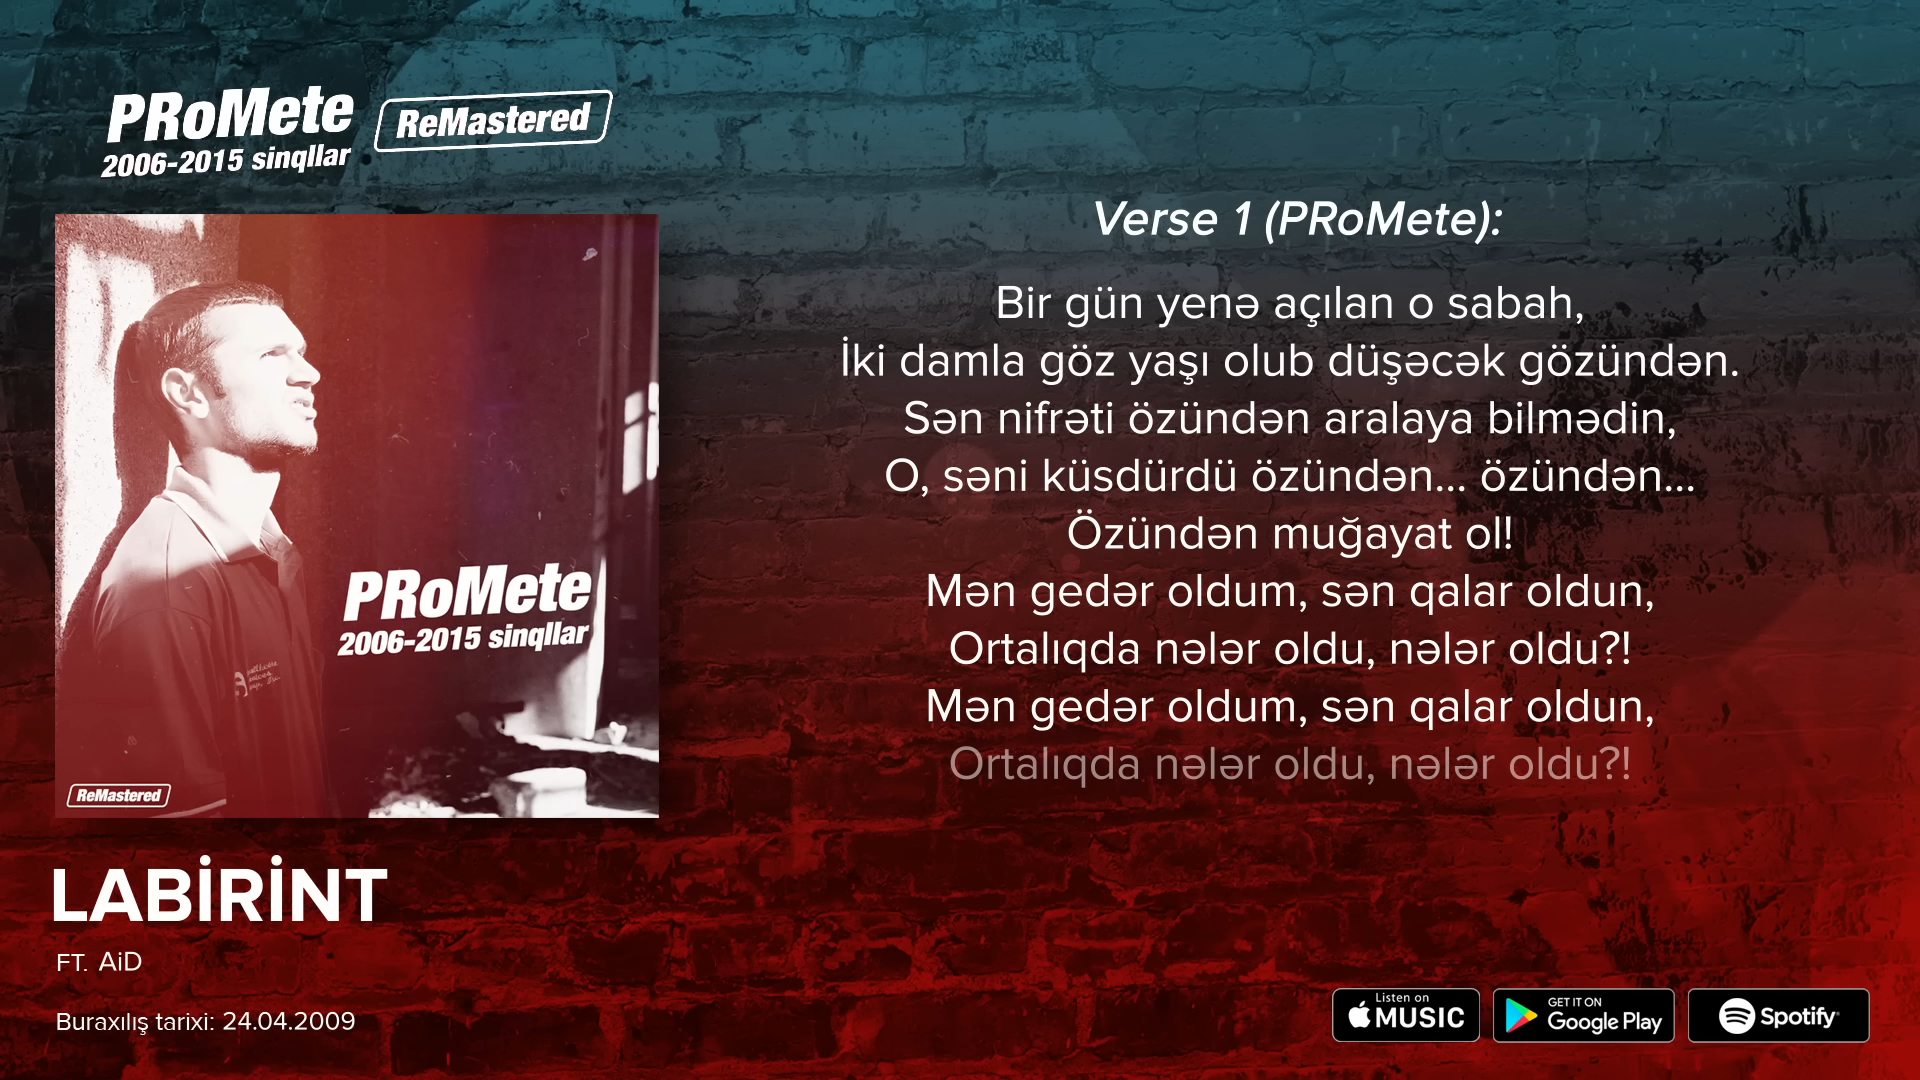 PRoMete
2006-2015 sinqllar
ReMastered
PRoMete
2006-2015 sinqllar
ReMastered
LABİRİNT
FT. AiD
Buraxılış tarixi: 24.04.2009
Verse 1 (PRoMete):
Bir gün yenə açılan o sabah,
İki damla göz yaşı olub düşəcək gözündən.
Sən nifrəti özündən aralaya bilmədin,
O, səni küsdürdü özündən... özündən...
Özündən muğayat ol!
Mən gedər oldum, sən qalar oldun,
Ortalıqda nələr oldu, nələr oldu?!
Mən gedər oldum, sən qalar oldun,
Ortalıqda nələr oldu, nələr oldu?!
Listen on
MUSIC
GET IT ON
Google Play
Spotify